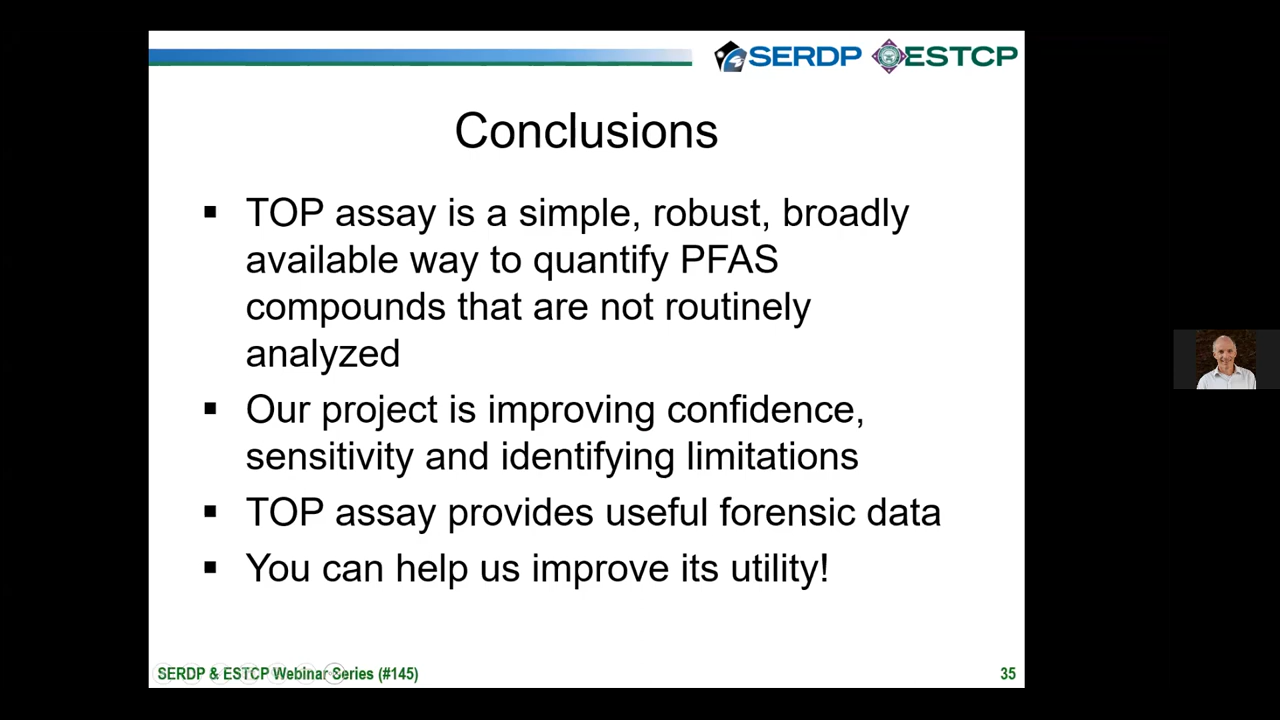 SERDP ESTCP
Conclusions
▪ TOP assay is a simple, robust, broadly
available way to quantify PFAS
compounds that are not routinely
analyzed
▪ Our project is improving confidence,
sensitivity and identifying limitations
▪ TOP assay provides useful forensic data
▪ You can help us improve its utility!
SERDP & ESTCP Webinar Series (#145) 35